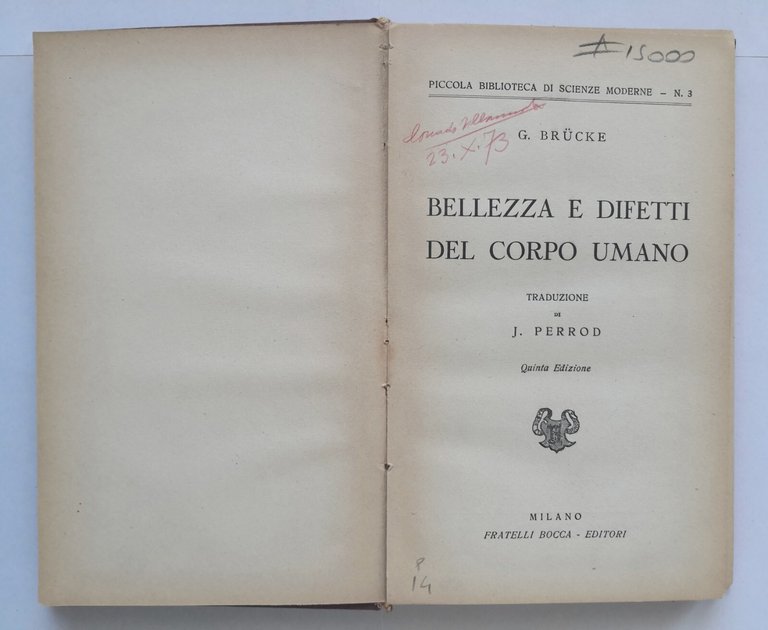 15000
PICCOLA BIBLIOTECA DI SCIENZE MODERNE - N. 3
23. X. 73
G. BRÜCKE
BELLEZZA E DIFETTI
DEL CORPO UMANO
TRADUZIONE
DI
J. PERROD
Quinta Edizione
MILANO
FRATELLI BOCCA - EDITORI
P
14